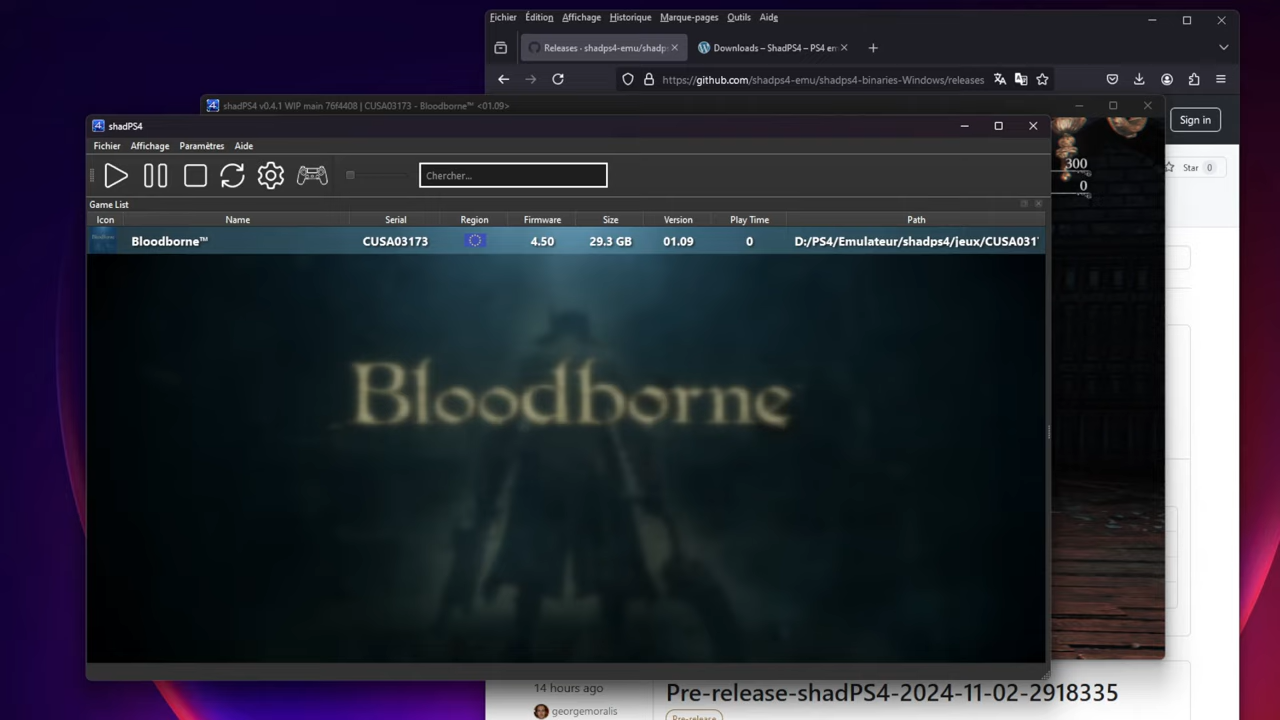 Fichier Édition Affichage Historique Marque-pages Outils Aide
Releases · shadps4-emu/shadp
Downloads – ShadPS4 – PS4 em
https://github.com/shadps4-emu/shadps4-binaries-Windows/releases
shadPS4 v0.4.1 WIP main 76f4408 | CUSA03173 - Bloodborne™ <01.09>
Sign in
shadPS4
Fichier Affichage Paramètres Aide
300
Star 0
Chercher...
0
Game List
Icon Name Serial Region Firmware Size Version Play Time Path
Bloodborne™ CUSA03173 4.50 29.3 GB 01.09 0 D:/PS4/Emulateur/shadps4/jeux/CUSA031
Bloodborne
14 hours ago
Pre-release-shadPS4-2024-11-02-2918335
georgemoralis
Pre-release